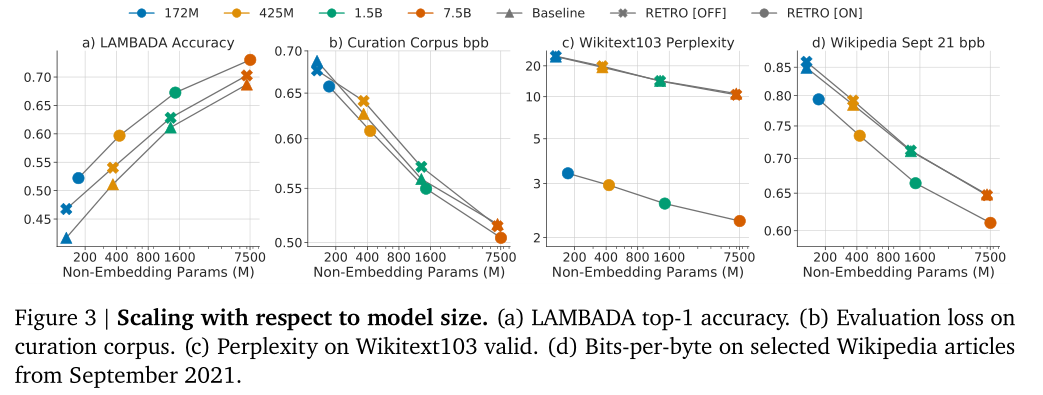 172M 425M 1.5B 7.5B Baseline RETRO [OFF] RETRO [ON]
a) LAMBADA Accuracy
0.70
0.65
0.60
0.55
0.50
0.45
200 400 800 1600 7500
Non-Embedding Params (M)
b) Curation Corpus bpb
0.70
0.65
0.60
0.55
0.50
200 400 800 1600 7500
Non-Embedding Params (M)
c) Wikitext103 Perplexity
20
10
5
3
2
200 400 800 1600 7500
Non-Embedding Params (M)
d) Wikipedia Sept 21 bpb
0.85
0.80
0.75
0.70
0.65
0.60
200 400 800 1600 7500
Non-Embedding Params (M)
Figure 3 | Scaling with respect to model size. (a) LAMBADA top-1 accuracy. (b) Evaluation loss on
curation corpus. (c) Perplexity on Wikitext103 valid. (d) Bits-per-byte on selected Wikipedia articles
from September 2021.